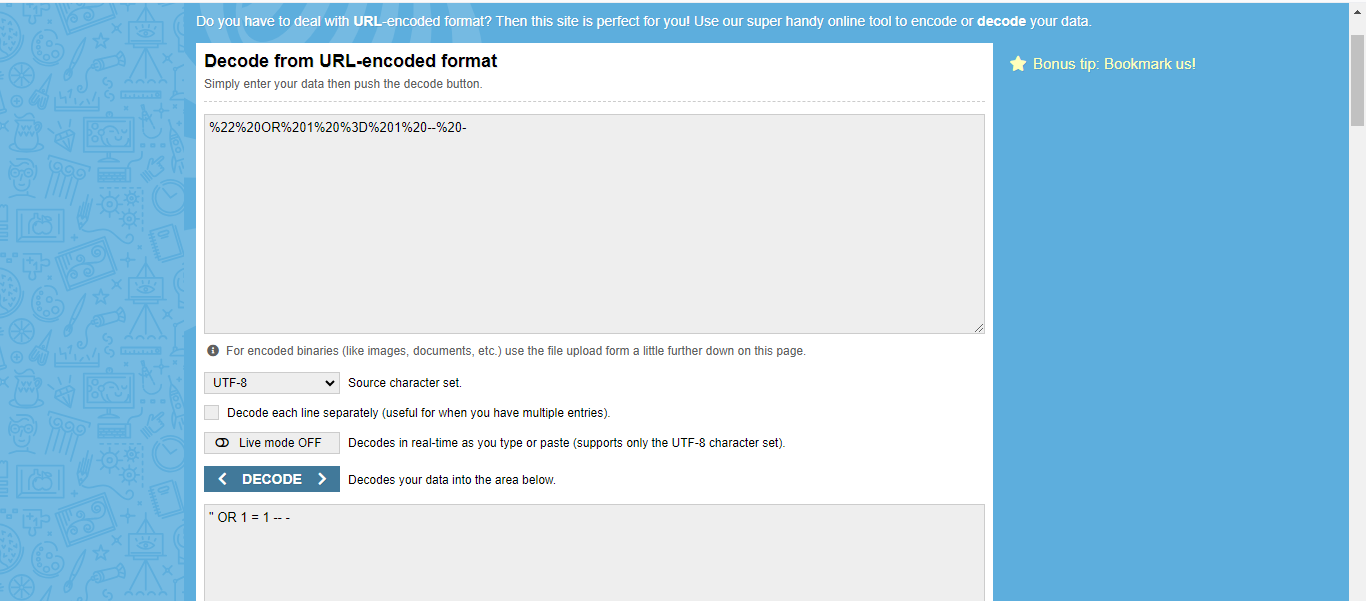 Do you have to deal with URL-encoded format? Then this site is perfect for you! Use our super handy online tool to encode or decode your data.
Decode from URL-encoded format
Simply enter your data then push the decode button.
Bonus tip: Bookmark us!
%22%20OR%201%20%3D%201%20--%20-
For encoded binaries (like images, documents, etc.) use the file upload form a little further down on this page.
UTF-8 Source character set.
Decode each line separately (useful for when you have multiple entries).
Live mode OFF Decodes in real-time as you type or paste (supports only the UTF-8 character set).
DECODE Decodes your data into the area below.
" OR 1 = 1 -- -